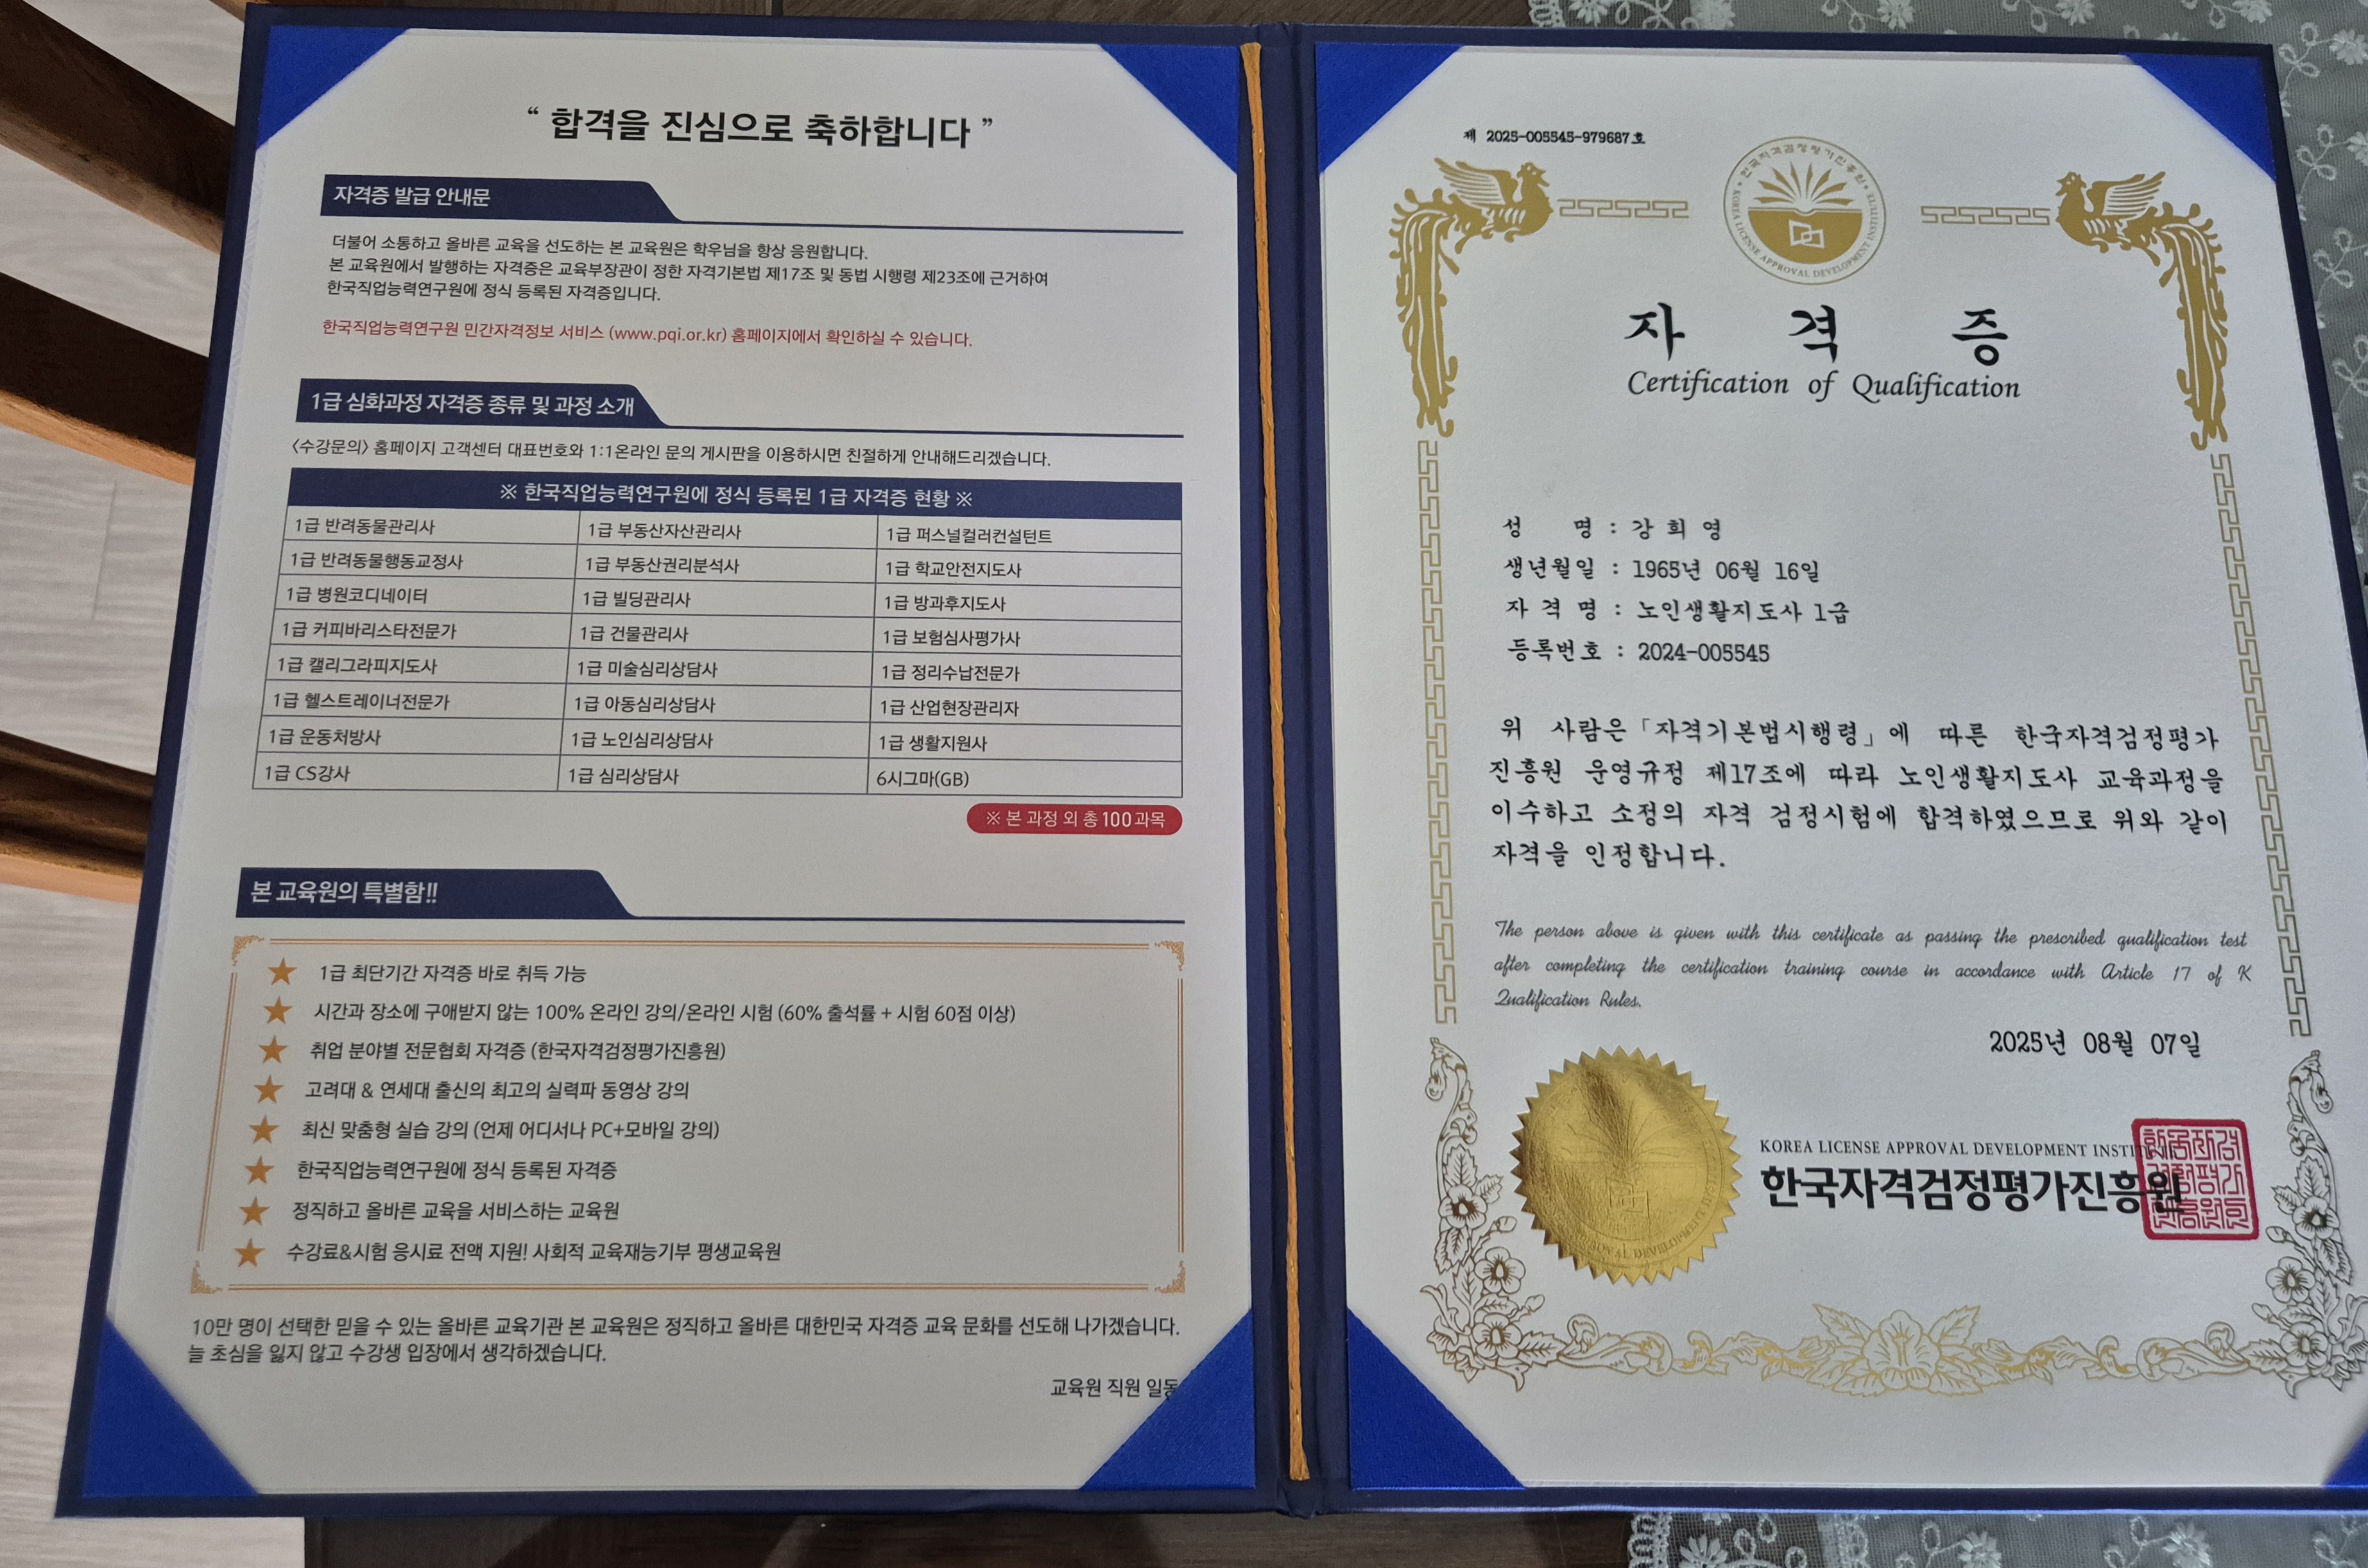 “ 합격을 진심으로 축하합니다 ”
자격증 발급 안내문
더불어 소통하고 올바른 교육을 선도하는 본 교육원은 학우님을 항상 응원합니다.
본 교육원에서 발행하는 자격증은 교육부장관이 정한 자격기본법 제17조 및 동법 시행령 제23조에 근거하여
한국직업능력연구원에 정식 등록된 자격증입니다.
한국직업능력연구원 민간자격정보 서비스 (www.pqi.or.kr) 홈페이지에서 확인하실 수 있습니다.
1급 심화과정 자격증 종류 및 과정 소개
<수강문의> 홈페이지 고객센터 대표번호와 1:1온라인 문의 게시판을 이용하시면 친절하게 안내해드리겠습니다.
※ 한국직업능력연구원에 정식 등록된 1급 자격증 현황 ※
1급 반려동물관리사 1급 부동산자산관리사 1급 퍼스널컬러컨설턴트
1급 반려동물행동교정사 1급 부동산권리분석사 1급 학교안전지도사
1급 병원코디네이터 1급 빌딩관리사 1급 방과후지도사
1급 커피바리스타전문가 1급 건물관리사 1급 보험심사평가사
1급 캘리그라피지도사 1급 미술심리상담사 1급 정리수납전문가
1급 헬스트레이너전문가 1급 아동심리상담사 1급 산업현장관리자
1급 운동처방사 1급 노인심리상담사 1급 생활지원사
1급 CS강사 1급 심리상담사 6시그마(GB)
※ 본 과정 외 총 100과목
본 교육원의 특별함!!
★ 1급 최단기간 자격증 바로 취득 가능
★ 시간과 장소에 구애받지 않는 100% 온라인 강의/온라인 시험 (60% 출석률 + 시험 60점 이상)
★ 취업 분야별 전문협회 자격증 (한국자격검정평가진흥원)
★ 고려대 & 연세대 출신의 최고의 실력파 동영상 강의
★ 최신 맞춤형 실습 강의 (언제 어디서나 PC+모바일 강의)
★ 한국직업능력연구원에 정식 등록된 자격증
★ 정직하고 올바른 교육을 서비스하는 교육원
★ 수강료&시험 응시료 전액 지원! 사회적 교육재능기부 평생교육원
10만 명이 선택한 믿을 수 있는 올바른 교육기관 본 교육원은 정직하고 올바른 대한민국 자격증 교육 문화를 선도해 나가겠습니다.
늘 초심을 잃지 않고 수강생 입장에서 생각하겠습니다.
교육원 직원 일동
제 2025-005545-979687호
한국자격검정평가진흥원
KOREA LICENSE APPROVAL DEVELOPMENT INSTITUTE
자 격 증
Certification of Qualification
성 명 : 강 희 영
생년월일 : 1965년 06월 16일
자 격 명 : 노인생활지도사 1급
등록번호 : 2024-005545
위 사람은「자격기본법시행령」에 따른 한국자격검정평가
진흥원 운영규정 제17조에 따라 노인생활지도사 교육과정을
이수하고 소정의 자격 검정시험에 합격하였으므로 위와 같이
자격을 인정합니다.
The person above is given with this certificate as passing the prescribed qualification test
after completing the certification training course in accordance with Article 17 of K
Qualification Rules.
2025년 08월 07일
KOREA LICENSE APPROVAL DEVELOPMENT INSTITUTE
한국자격검정평가진흥원